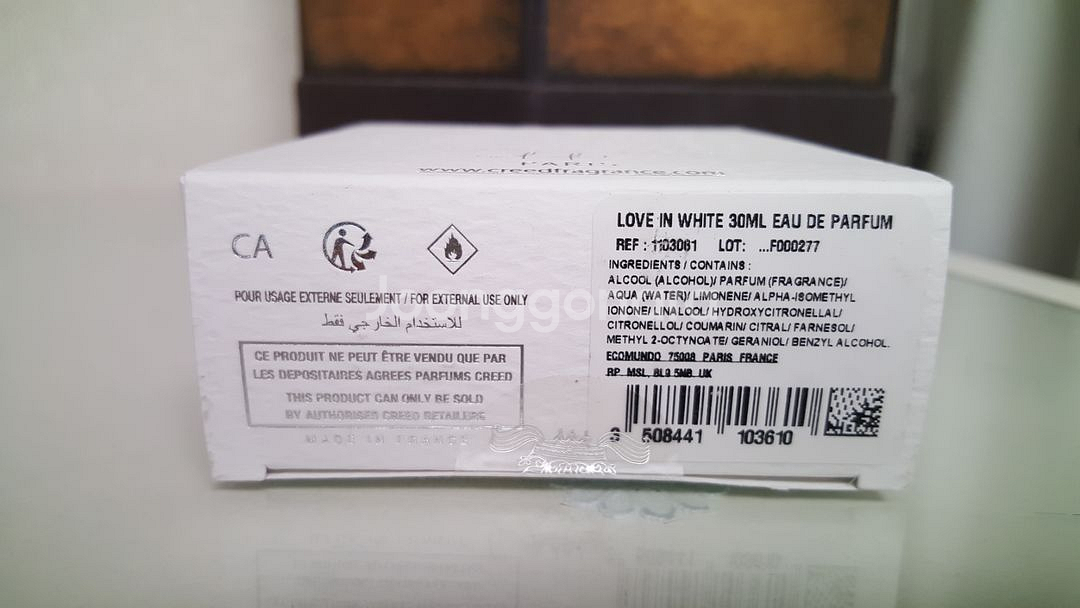 www.creedfragrance.com
CA
POUR USAGE EXTERNE SEULEMENT / FOR EXTERNAL USE ONLY
للاستخدام الخارجي فقط
CE PRODUIT NE PEUT ÊTRE VENDU QUE PAR
LES DEPOSITAIRES AGREES PARFUMS CREED
THIS PRODUCT CAN ONLY BE SOLD
BY AUTHORISED CREED RETAILERS
MADE IN FRANCE
LOVE IN WHITE 30ML EAU DE PARFUM
REF : 1103061 LOT: ...F000277
INGREDIENTS / CONTAINS :
ALCOOL (ALCOHOL)/ PARFUM (FRAGRANCE)/
AQUA (WATER)/ LIMONENE/ ALPHA-ISOMETHYL
IONONE/ LINALOOL/ HYDROXYCITRONELLAL/
CITRONELLOL/ COUMARIN/ CITRAL/ FARNESOL/
METHYL 2-OCTYNOATE/ GERANIOL/ BENZYL ALCOHOL.
ECOMUNDO 75008 PARIS FRANCE
RP MSL, 5NB UK
3 508441 103610